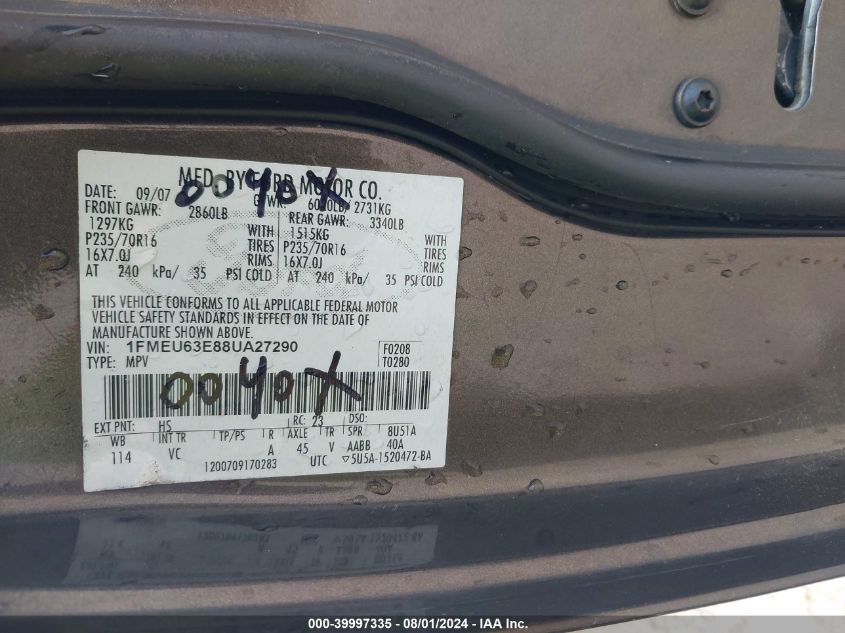 MFD. BY FORD MOTOR CO.
0040X
DATE: 09/07 GVWR: 2731KG
FRONT GAWR: 2860LB REAR GAWR: 3340LB
1297KG WITH 1515KG WITH
P235/70R16 TIRES P235/70R16 TIRES
16X7.0J RIMS 16X7.0J RIMS
AT 240 kPa/ 35 PSI COLD AT 240 kPa/ 35 PSI COLD
THIS VEHICLE CONFORMS TO ALL APPLICABLE FEDERAL MOTOR
VEHICLE SAFETY STANDARDS IN EFFECT ON THE DATE OF
MANUFACTURE SHOWN ABOVE.
VIN: 1FMEU63E88UA27290 F0208
TYPE: MPV T0280
0040X
EXT PNT: HS RC: 23 DSO:
WB INT TR TP/PS R AXLE TR SPR 8U51A
114 VC A 45 V AABB 40A
1200709170283 UTC ▽5U5A-1520472-BA
000-39997335 - 08/01/2024 - Copyright © 2024 IAA, Inc. All Rights Reserved.